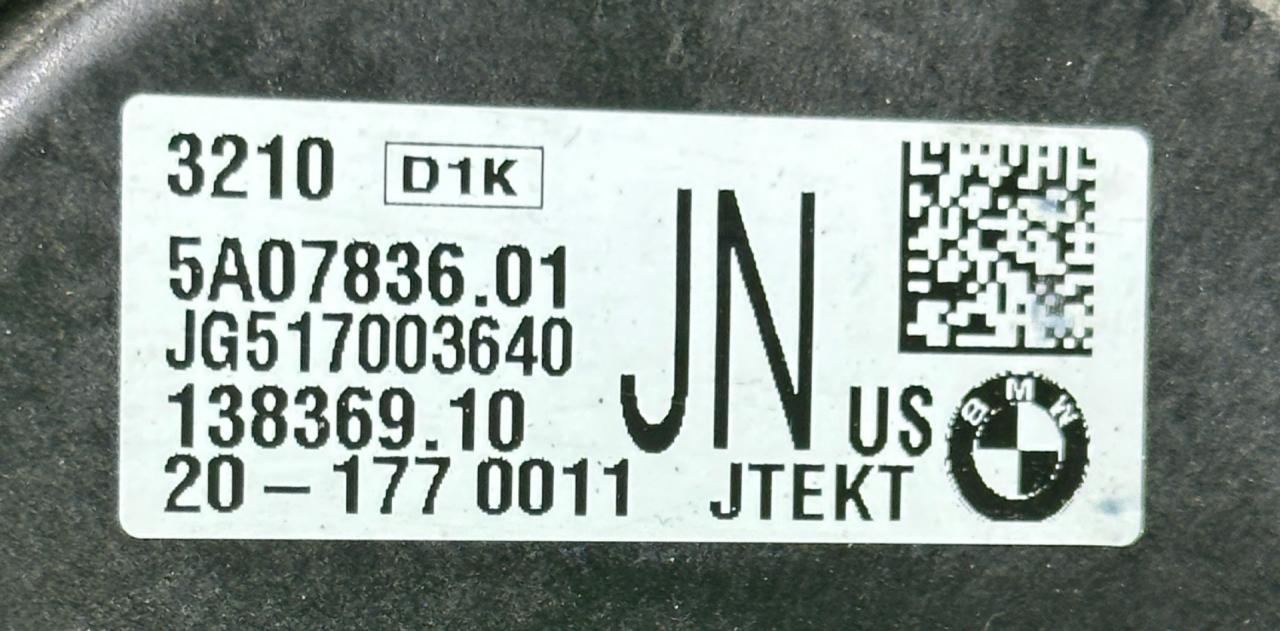 3210 D1K
5A07836.01
JG517003640
138369.10
20 – 177 0011
JN
US
JTEKT
BMW